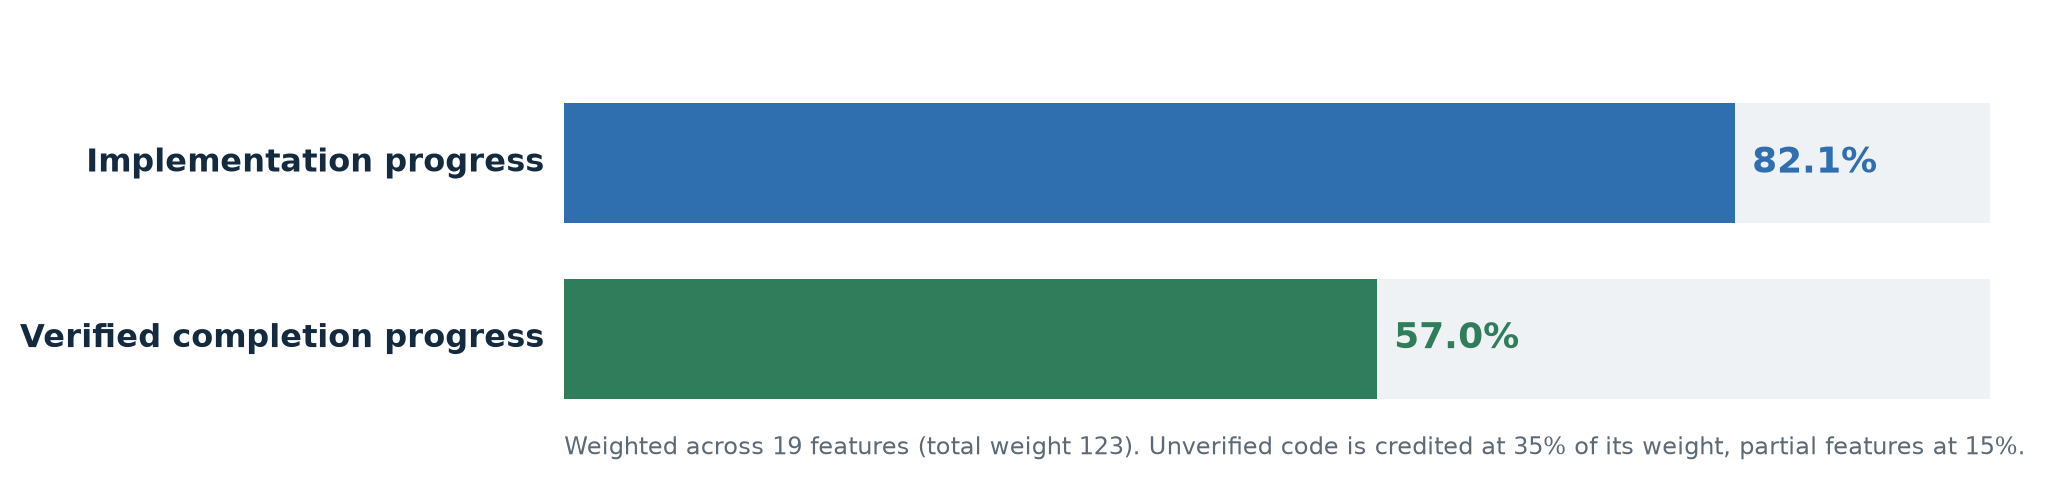 Implementation progress
82.1%
Verified completion progress
57.0%
Weighted across 19 features (total weight 123). Unverified code is credited at 35% of its weight, partial features at 15%.